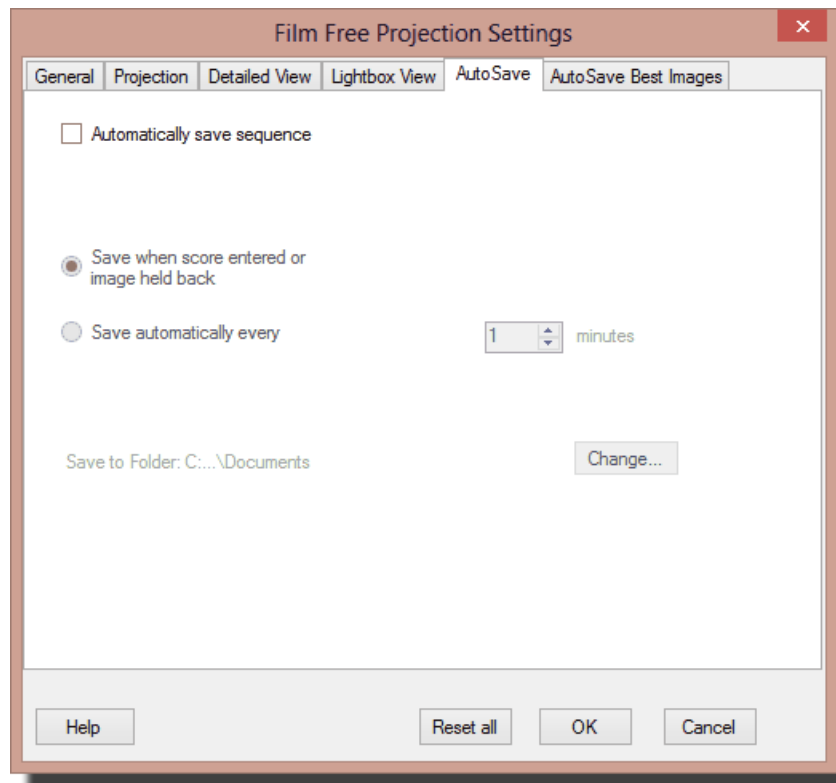 Film Free Projection Settings
General Projection Detailed View Lightbox View AutoSave AutoSave Best Images
Automatically save sequence
Save when score entered or
image held back
Save automatically every 1 minutes
Save to Folder: C:...\Documents Change...
Help Reset all OK Cancel